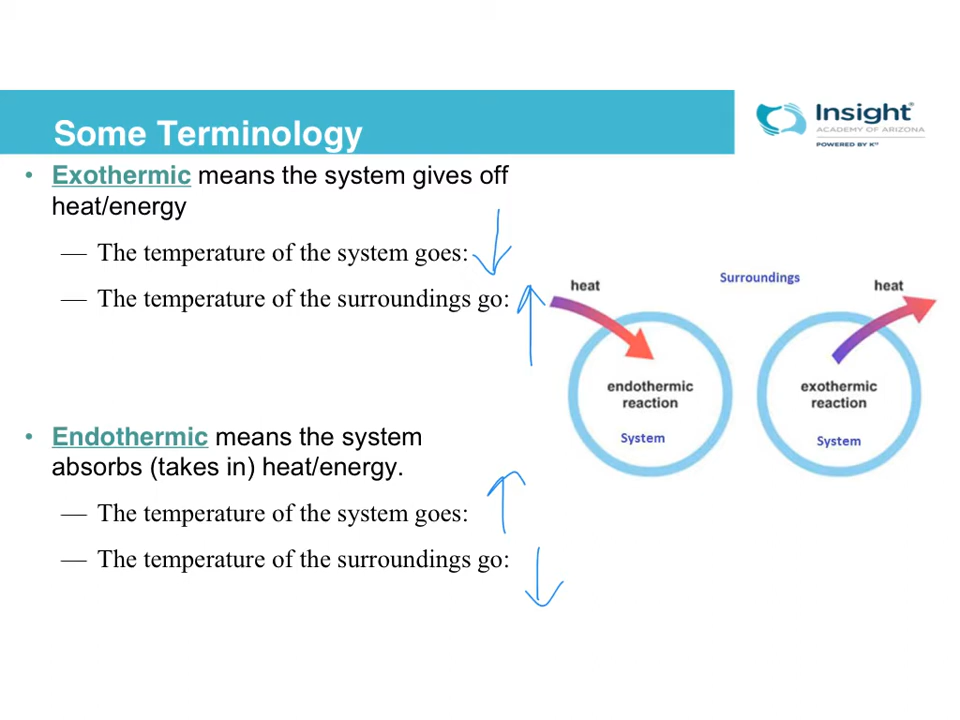 Some Terminology
Insight
ACADEMY OF ARIZONA
POWERED BY K¹²
• Exothermic means the system gives off
heat/energy
— The temperature of the system goes:
— The temperature of the surroundings go:
• Endothermic means the system
absorbs (takes in) heat/energy.
— The temperature of the system goes:
— The temperature of the surroundings go:
Surroundings
heat
heat
endothermic
reaction
System
exothermic
reaction
System